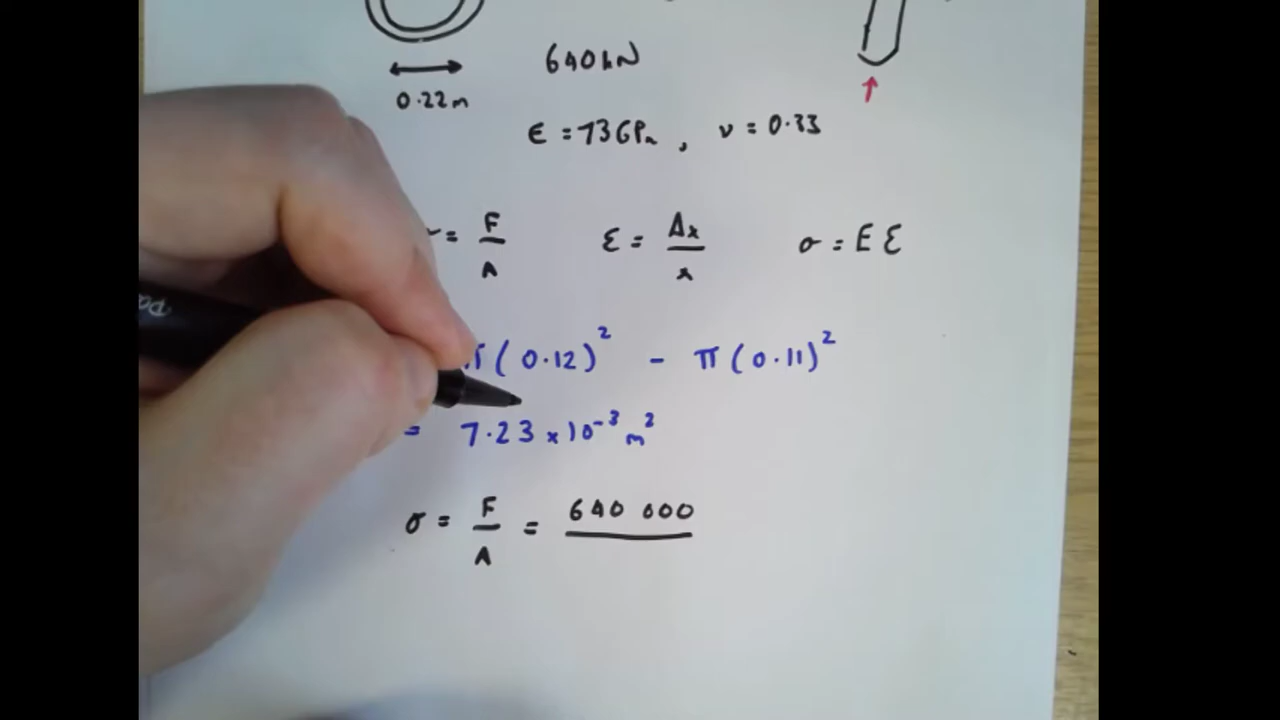 640kN
0.22m
E = 73GPa , ν = 0.33
= F/A ε = Δx/x σ = E ε
π(0.12)² - π(0.11)²
= 7.23 x 10⁻³ m²
σ = F/A = 640 000